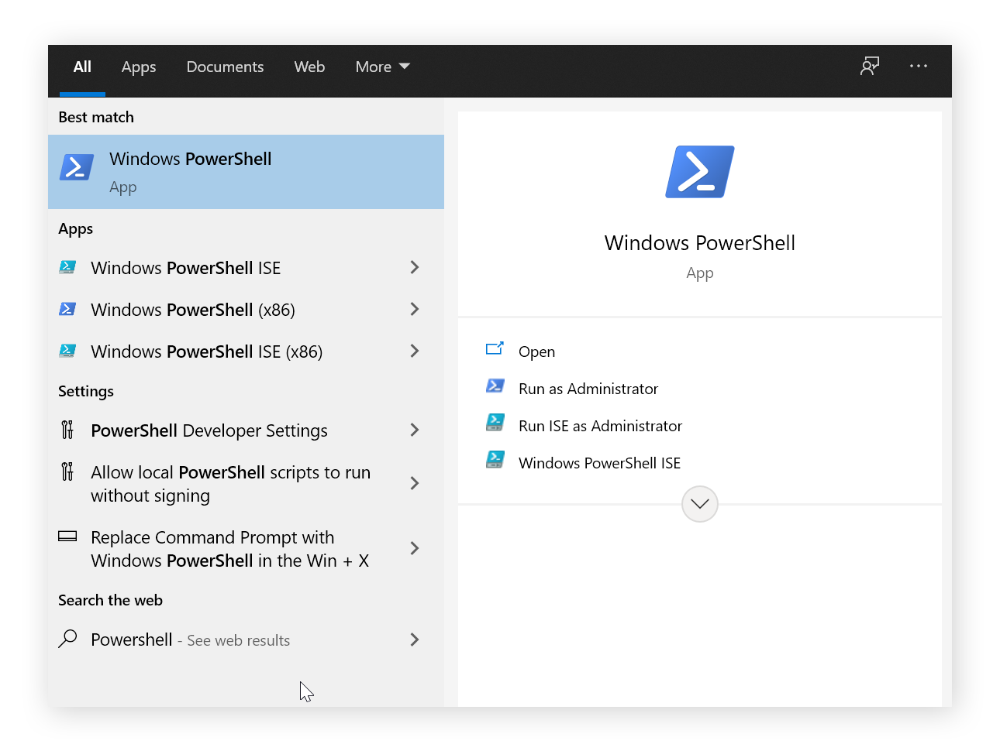 All Apps Documents Web More
Best match
Windows PowerShell
App
Apps
Windows PowerShell ISE
Windows PowerShell (x86)
Windows PowerShell ISE (x86)
Settings
PowerShell Developer Settings
Allow local PowerShell scripts to run
without signing
Replace Command Prompt with
Windows PowerShell in the Win + X
Search the web
Powershell - See web results
Windows PowerShell
App
Open
Run as Administrator
Run ISE as Administrator
Windows PowerShell ISE